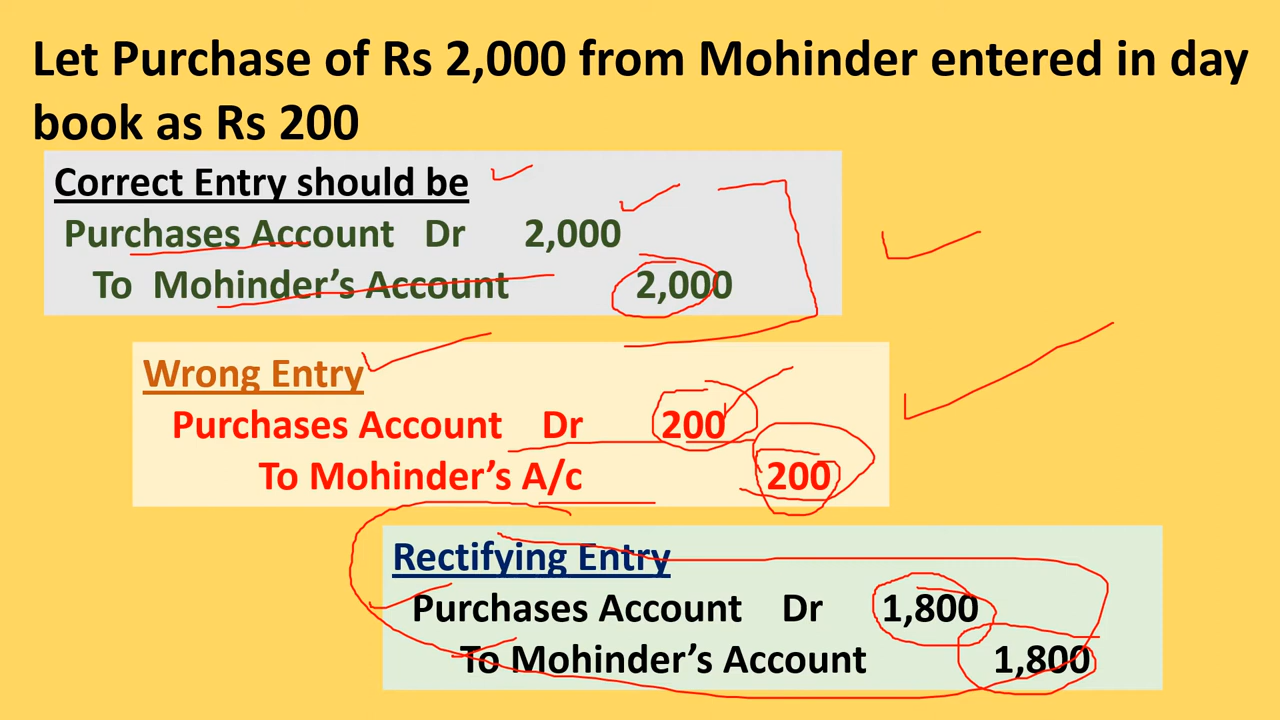 Let Purchase of Rs 2,000 from Mohinder entered in day
book as Rs 200
Correct Entry should be
Purchases Account Dr 2,000
To Mohinder's Account 2,000
Wrong Entry
Purchases Account Dr 200
To Mohinder's A/c 200
Rectifying Entry
Purchases Account Dr 1,800
To Mohinder's Account 1,800